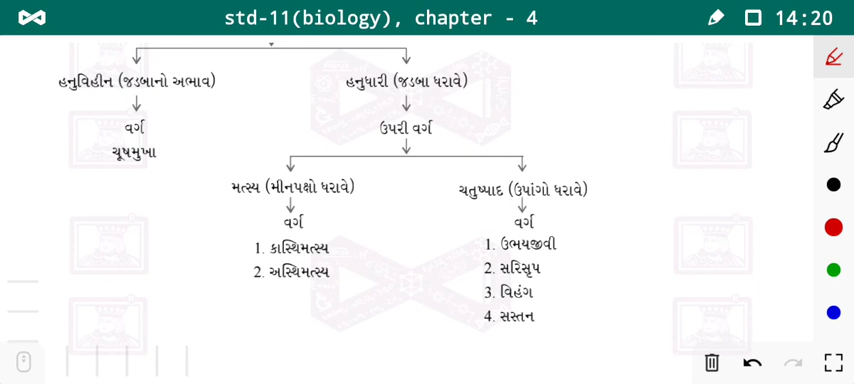 std-11(biology), chapter - 4
14:20
હનુવિહીન (જડબાનો અભાવ)
હનુધારી (જડબા ધરાવે)
વર્ગ
ઉપરી વર્ગ
ચૂષમુખા
મત્સ્ય (મીનપક્ષો ધરાવે)
ચતુષ્પાદ (ઉપાંગો ધરાવે)
વર્ગ
વર્ગ
1. કાસ્થિમત્સ્ય
2. અસ્થિમત્સ્ય
1. ઉભયજીવી
2. સરિસૃપ
3. વિહંગ
4. સસ્તન